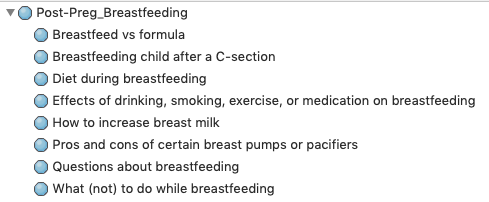 Post-Preg_Breastfeeding
Breastfeed vs formula
Breastfeeding child after a C-section
Diet during breastfeeding
Effects of drinking, smoking, exercise, or medication on breastfeeding
How to increase breast milk
Pros and cons of certain breast pumps or pacifiers
Questions about breastfeeding
What (not) to do while breastfeeding